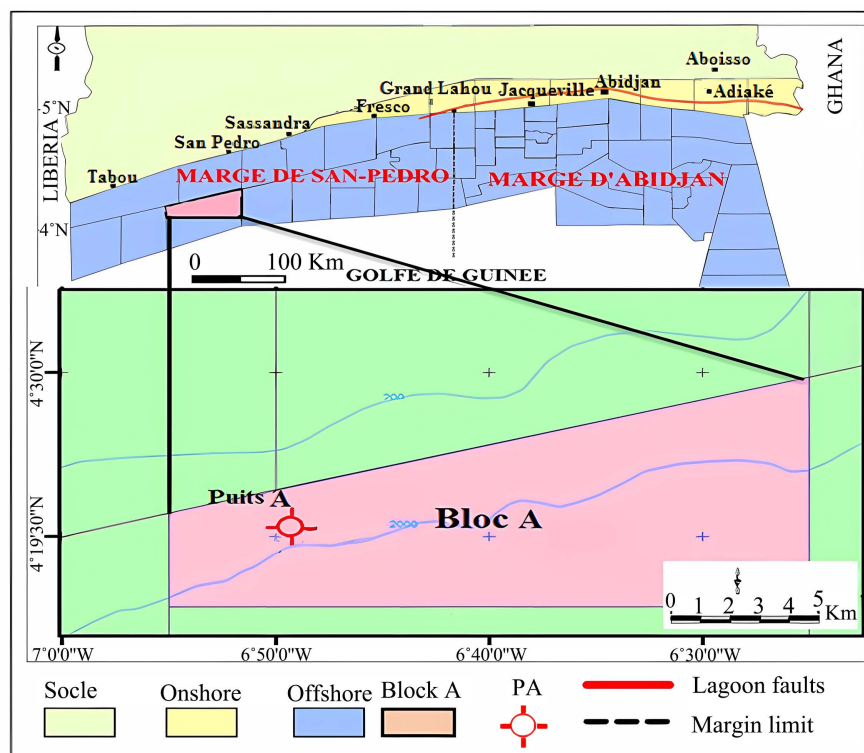 GHANA
Aboisso
Abidjan
Adiaké
Jacqueville
Grand Lahou
Fresco
5°N
Sassandra
San Pedro
LIBERIA
Tabou
MARGE DE SAN-PEDRO
MARGE D'ABIDJAN
4°N
0 100 Km
GOLFE DE GUINEE
4°30'0"N
200
Puits A
2000
Bloc A
4°19'30"N
0 1 2 3 4 5
Km
7°0'0"W 6°50'0"W 6°40'0"W 6°30'0"W
Socle Onshore Offshore Block A PA
Lagoon faults
Margin limit